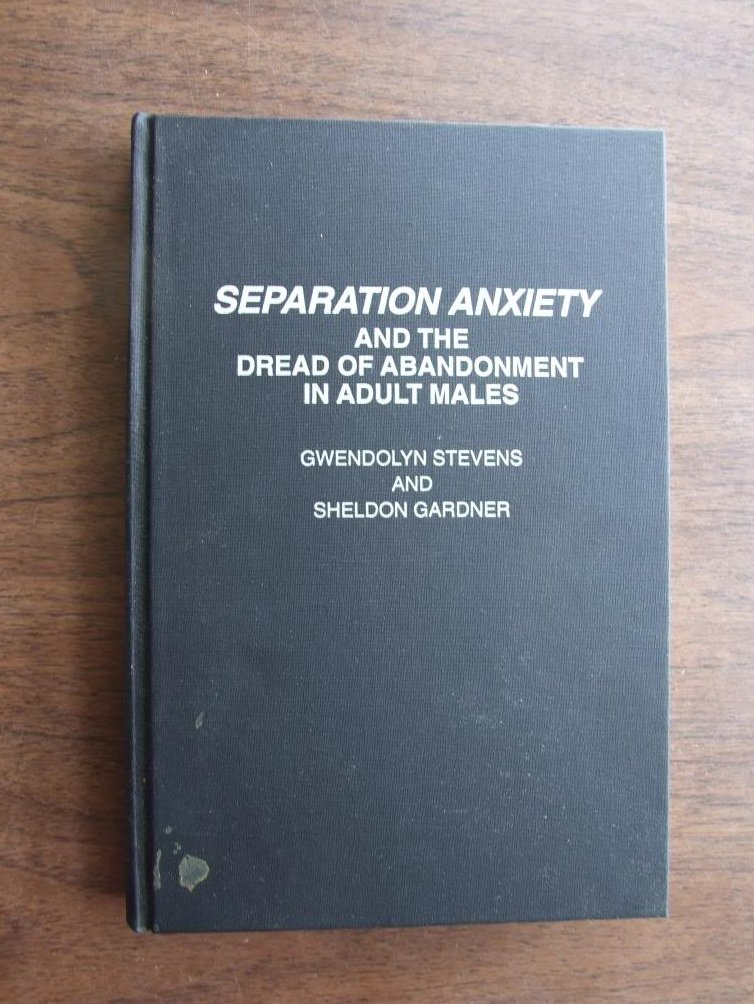 SEPARATION ANXIETY
AND THE
DREAD OF ABANDONMENT
IN ADULT MALES
GWENDOLYN STEVENS
AND
SHELDON GARDNER